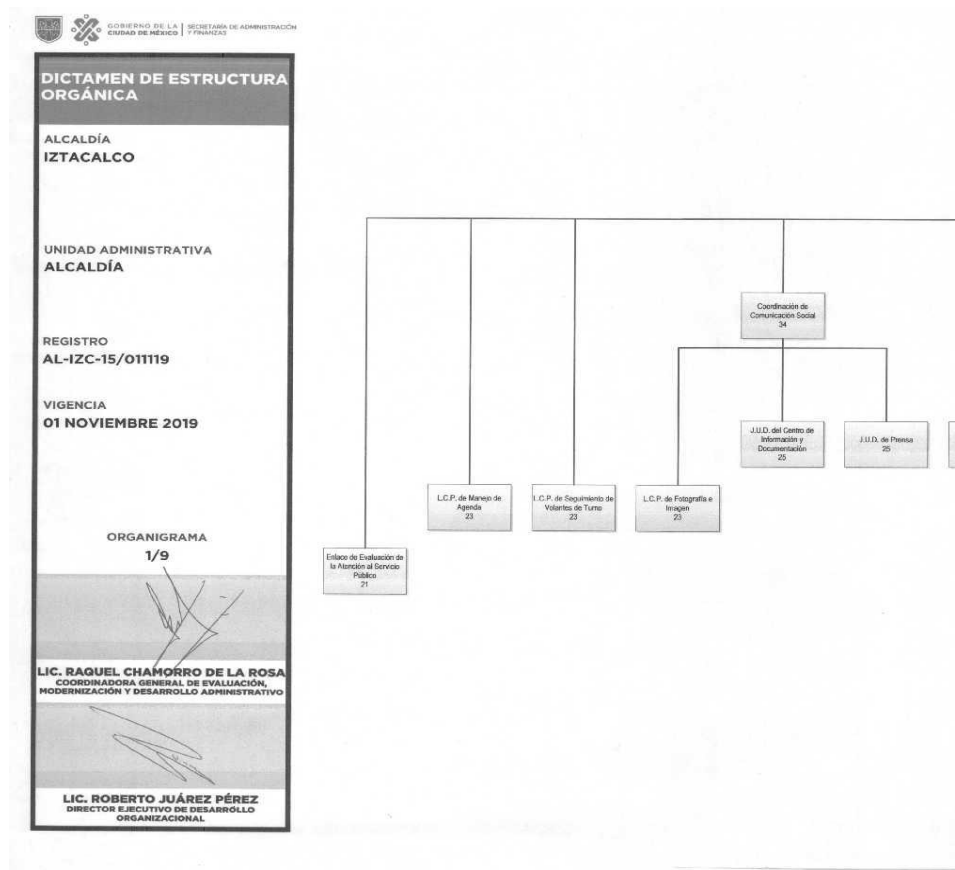 GOBIERNO DE LA
CIUDAD DE MÉXICO
SECRETARÍA DE ADMINISTRACIÓN
Y FINANZAS
DICTAMEN DE ESTRUCTURA
ORGÁNICA
ALCALDÍA
IZTACALCO
UNIDAD ADMINISTRATIVA
ALCALDÍA
REGISTRO
AL-IZC-15/011119
VIGENCIA
01 NOVIEMBRE 2019
ORGANIGRAMA
1/9
LIC. RAQUEL CHAMORRO DE LA ROSA
COORDINADORA GENERAL DE EVALUACIÓN,
MODERNIZACIÓN Y DESARROLLO ADMINISTRATIVO
LIC. ROBERTO JUÁREZ PÉREZ
DIRECTOR EJECUTIVO DE DESARROLLO
ORGANIZACIONAL
Coordinación de
Comunicación Social
34
J.U.D. del Centro de
Información y
Documentación
25
J.U.D. de Prensa
25
L.C.P. de Manejo de
Agenda
23
L.C.P. de Seguimiento de
Volantes de Turno
23
L.C.P. de Fotografía e
Imagen
23
Enlace de Evaluación de
la Atención al Servicio
Público
21